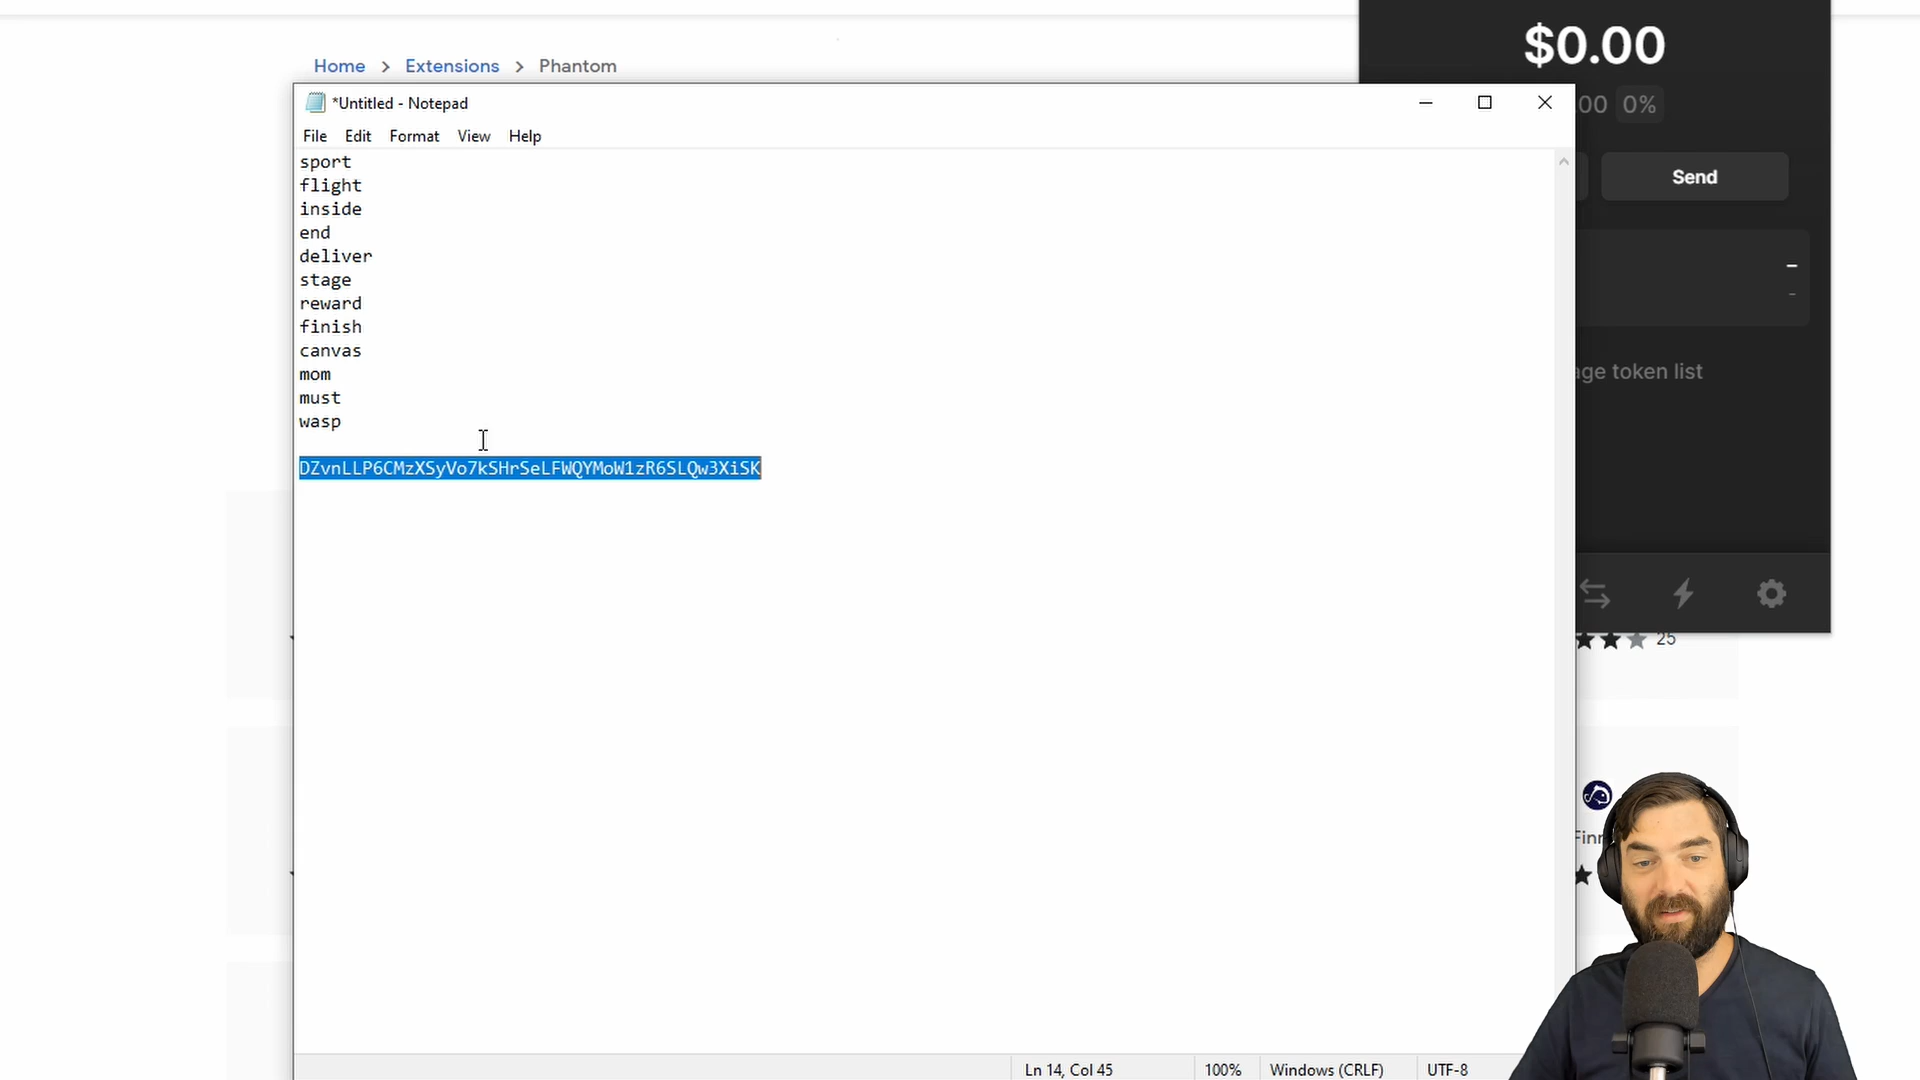 $0.00
Home > Extensions > Phantom
*Untitled - Notepad
00 0%
File Edit Format View Help
sport
flight
inside
end
deliver
stage
reward
finish
canvas
mom
must
wasp
DZvnLLP6CMzXSyVo7kSHrSeLFWQYMoW1zR6SLQw3XiSK
Send
token list
25
Ln 14, Col 45 100% Windows (CRLF) UTF-8